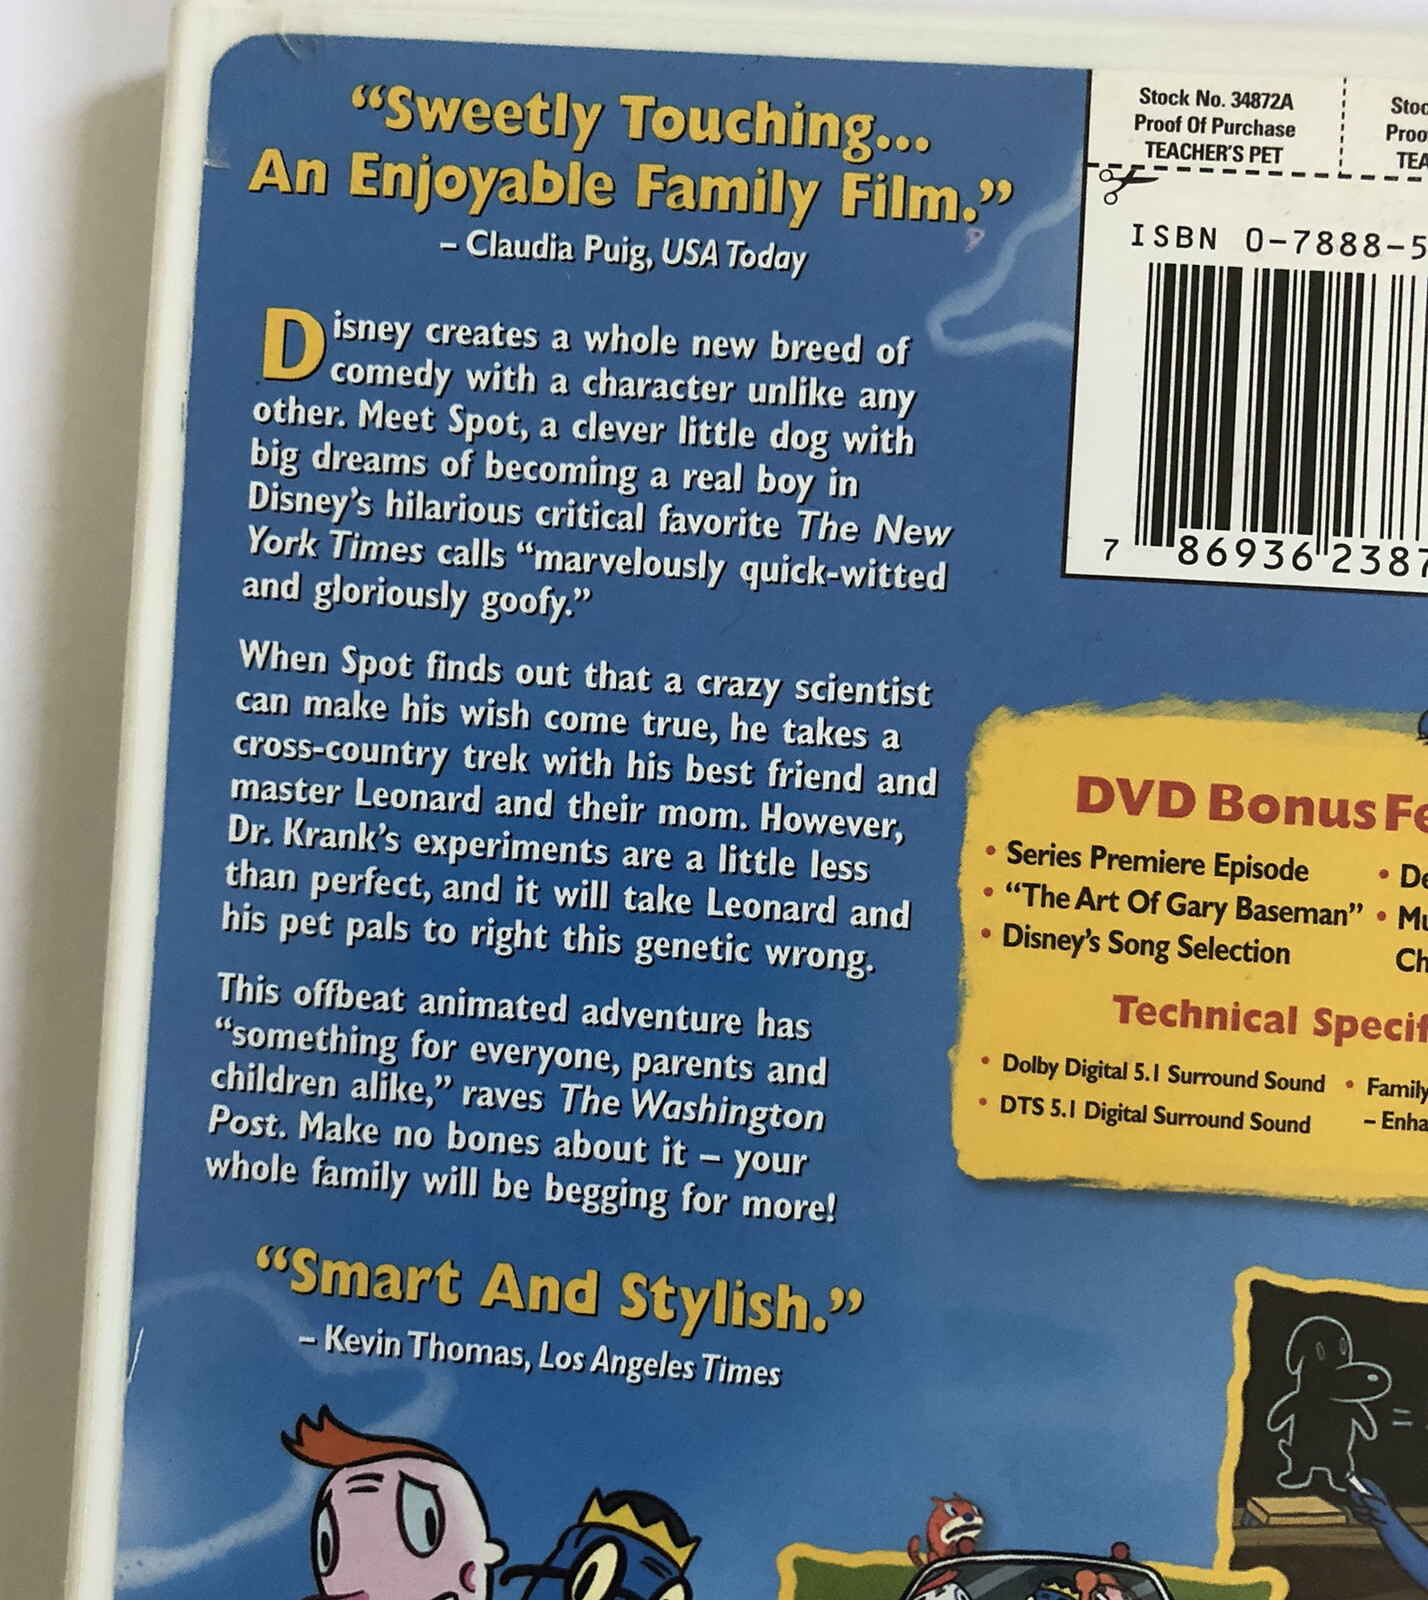 “Sweetly Touching...
An Enjoyable Family Film.”
– Claudia Puig, USA Today
Disney creates a whole new breed of
comedy with a character unlike any
other. Meet Spot, a clever little dog with
big dreams of becoming a real boy in
Disney’s hilarious critical favorite The New
York Times calls “marvelously quick-witted
and gloriously goofy.”
When Spot finds out that a crazy scientist
can make his wish come true, he takes a
cross-country trek with his best friend and
master Leonard and their mom. However,
Dr. Krank’s experiments are a little less
than perfect, and it will take Leonard and
his pet pals to right this genetic wrong.
This offbeat animated adventure has
“something for everyone, parents and
children alike,” raves The Washington
Post. Make no bones about it – your
whole family will be begging for more!
“Smart And Stylish.”
– Kevin Thomas, Los Angeles Times
Stock No. 34872A
Proof Of Purchase
TEACHER’S PET
ISBN 0-7888-5
7 86936 2387
DVD Bonus
• Series Premiere Episode
• “The Art Of Gary Baseman”
• Disney’s Song Selection
Technical
• Dolby Digital 5.1 Surround Sound • Family
• DTS 5.1 Digital Surround Sound